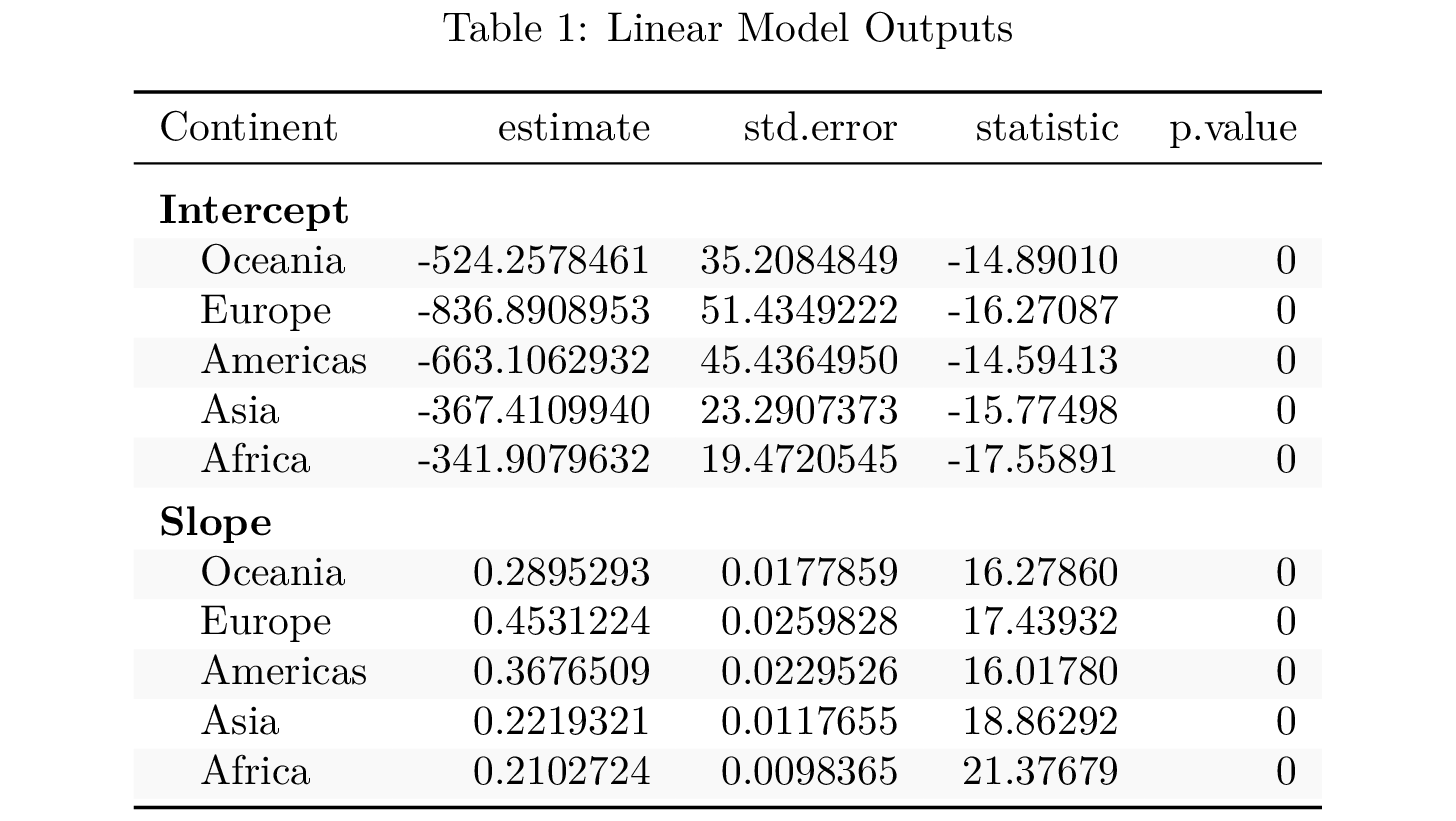 Table 1: Linear Model Outputs
Continent estimate std.error statistic p.value
Intercept
Oceania -524.2578461 35.2084849 -14.89010 0
Europe -836.8908953 51.4349222 -16.27087 0
Americas -663.1062932 45.4364950 -14.59413 0
Asia -367.4109940 23.2907373 -15.77498 0
Africa -341.9079632 19.4720545 -17.55891 0
Slope
Oceania 0.2895293 0.0177859 16.27860 0
Europe 0.4531224 0.0259828 17.43932 0
Americas 0.3676509 0.0229526 16.01780 0
Asia 0.2219321 0.0117655 18.86292 0
Africa 0.2102724 0.0098365 21.37679 0